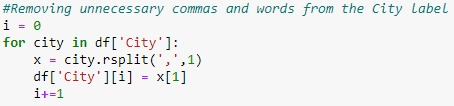 #Removing unnecessary commas and words from the City label
i = 0
for city in df['City']:
    x = city.rsplit(',',1)
    df['City'][i] = x[1]
    i+=1